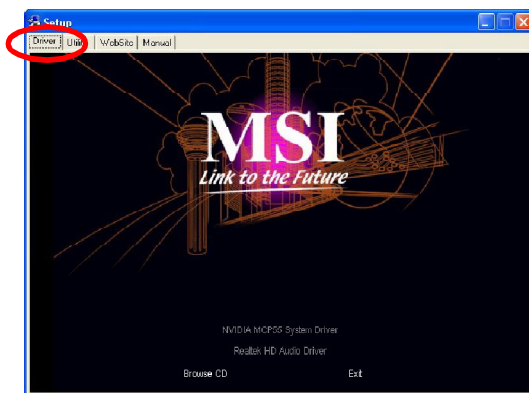 Setup
Driver Utility WebSite Manual
MSI
Link to the Future
NVIDIA MCP55 System Driver
Realtek HD Audio Driver
Browse CD Exit